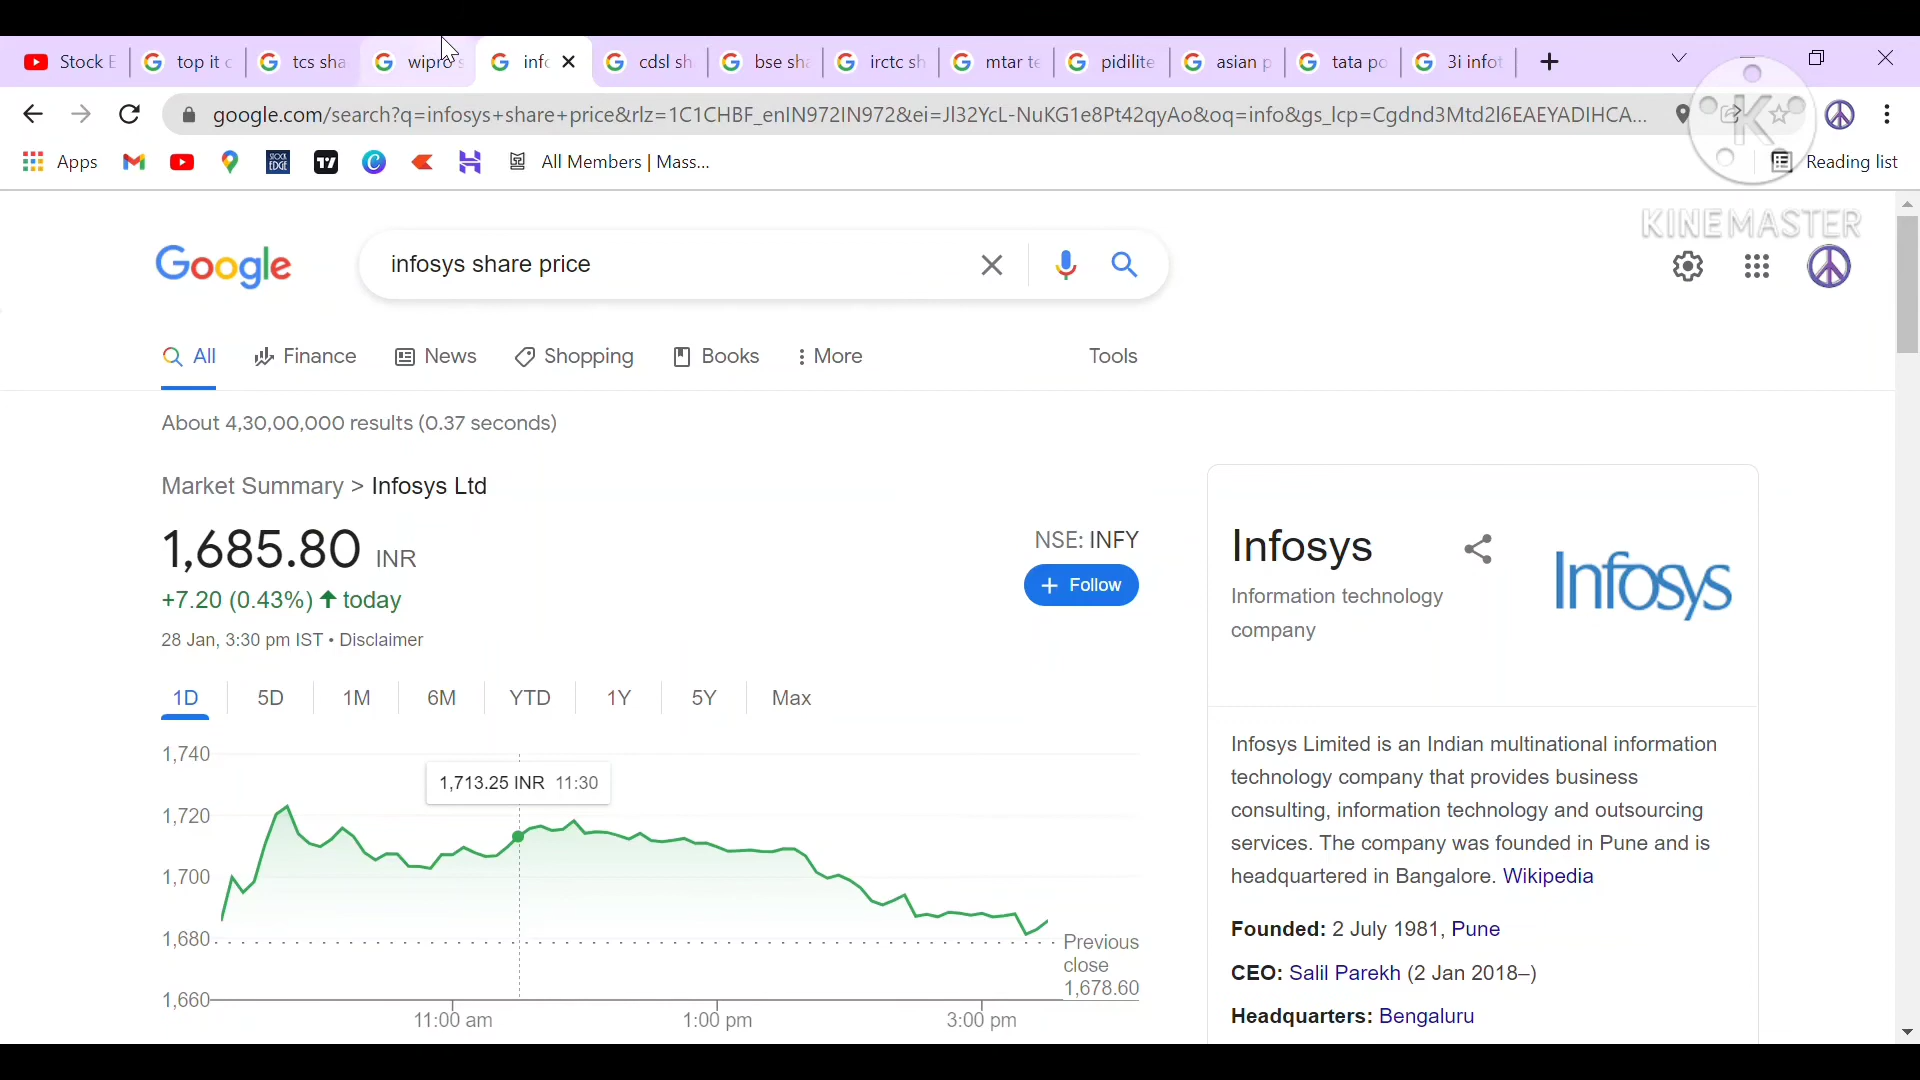 Stock E
top it c
tcs sha
wipro s
info
cdsl sh
bse sha
irctc sh
mtar te
pidilite
asian p
tata po
3i infot
google.com/search?q=infosys+share+price&rlz=1C1CHBF_enIN972IN972&ei=Jl32YcL-NuKG1e8Pt42qyAo&oq=info&gs_lcp=Cgdnd3Mtd2l6EAEYADIHCA...
K
Apps
STOCK EDGE
All Members | Mass...
Reading list
KINEMASTER
Google
infosys share price
All
Finance
News
Shopping
Books
More
Tools
About 4,30,00,000 results (0.37 seconds)
Market Summary > Infosys Ltd
1,685.80 INR
NSE: INFY
+7.20 (0.43%) ↑ today
+ Follow
28 Jan, 3:30 pm IST • Disclaimer
1D
5D
1M
6M
YTD
1Y
5Y
Max
1,740
1,720
1,700
1,680
1,660
1,713.25 INR 11:30
Previous
close
1,678.60
11:00 am
1:00 pm
3:00 pm
Infosys
Information technology
company
Infosys
Infosys Limited is an Indian multinational information
technology company that provides business
consulting, information technology and outsourcing
services. The company was founded in Pune and is
headquartered in Bangalore. Wikipedia
Founded: 2 July 1981, Pune
CEO: Salil Parekh (2 Jan 2018–)
Headquarters: Bengaluru